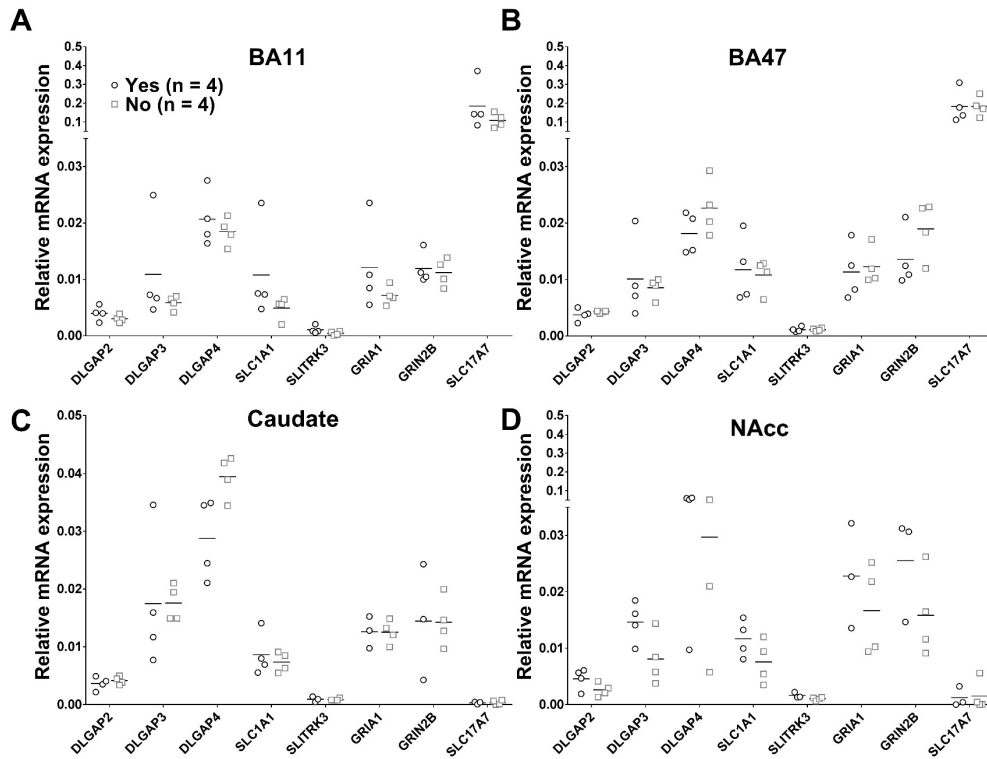 A
BA11
Relative mRNA expression
0.5
0.4
0.3
0.2
0.1
0.03
0.02
0.01
0.00
Yes (n = 4)
No (n = 4)
DLGAP2
DLGAP3
DLGAP4
SLC1A1
SLITRK3
GRIA1
GRIN2B
SLC17A7
B
BA47
Relative mRNA expression
0.5
0.4
0.3
0.2
0.1
0.03
0.02
0.01
0.00
DLGAP2
DLGAP3
DLGAP4
SLC1A1
SLITRK3
GRIA1
GRIN2B
SLC17A7
C
Caudate
Relative mRNA expression
0.05
0.04
0.03
0.02
0.01
0.00
DLGAP2
DLGAP3
DLGAP4
SLC1A1
SLITRK3
GRIA1
GRIN2B
SLC17A7
D
NAcc
Relative mRNA expression
0.5
0.4
0.3
0.2
0.1
0.03
0.02
0.01
0.00
DLGAP2
DLGAP3
DLGAP4
SLC1A1
SLITRK3
GRIA1
GRIN2B
SLC17A7